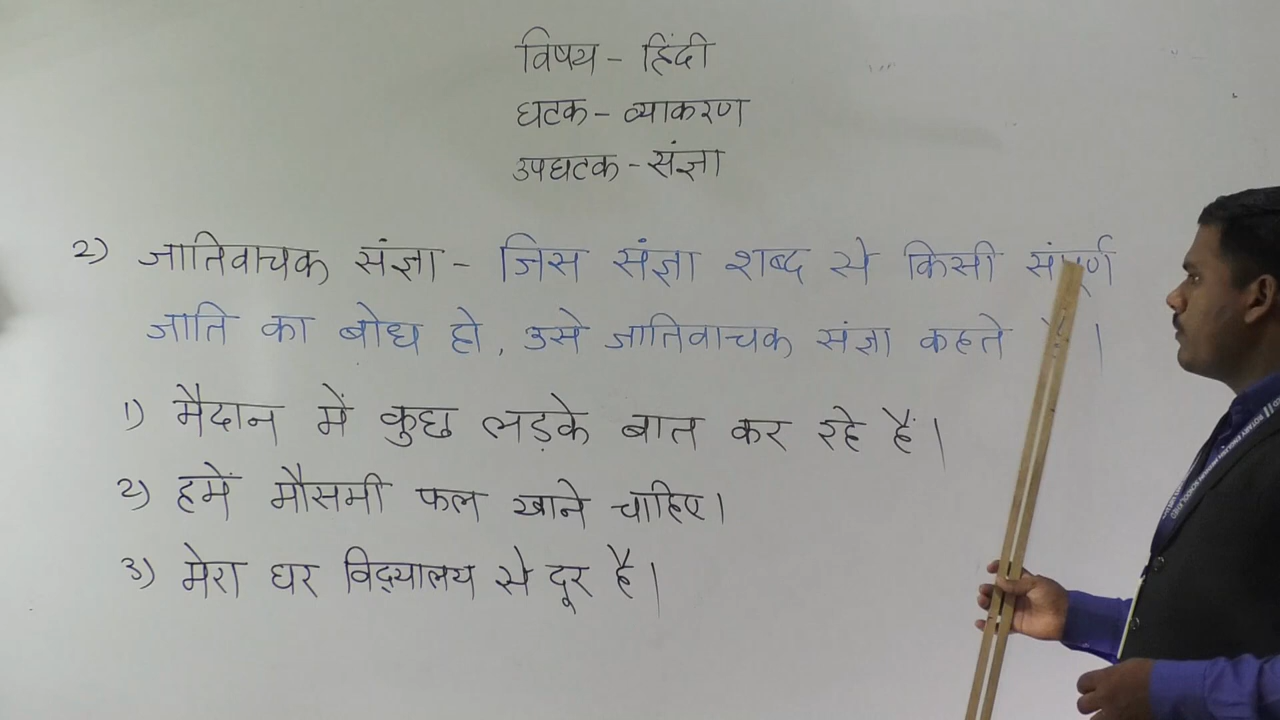 विषय - हिंदी
घटक - व्याकरण
उपघटक - संज्ञा
2) जातिवाचक संज्ञा - जिस संज्ञा शब्द से किसी संपूर्ण
जाति का बोध हो, उसे जातिवाचक संज्ञा कहते ।
1) मैदान में कुछ लड़के बात कर रहे हैं।
2) हमें मौसमी फल खाने चाहिए।
3) मेरा घर विद्यालय से दूर है।